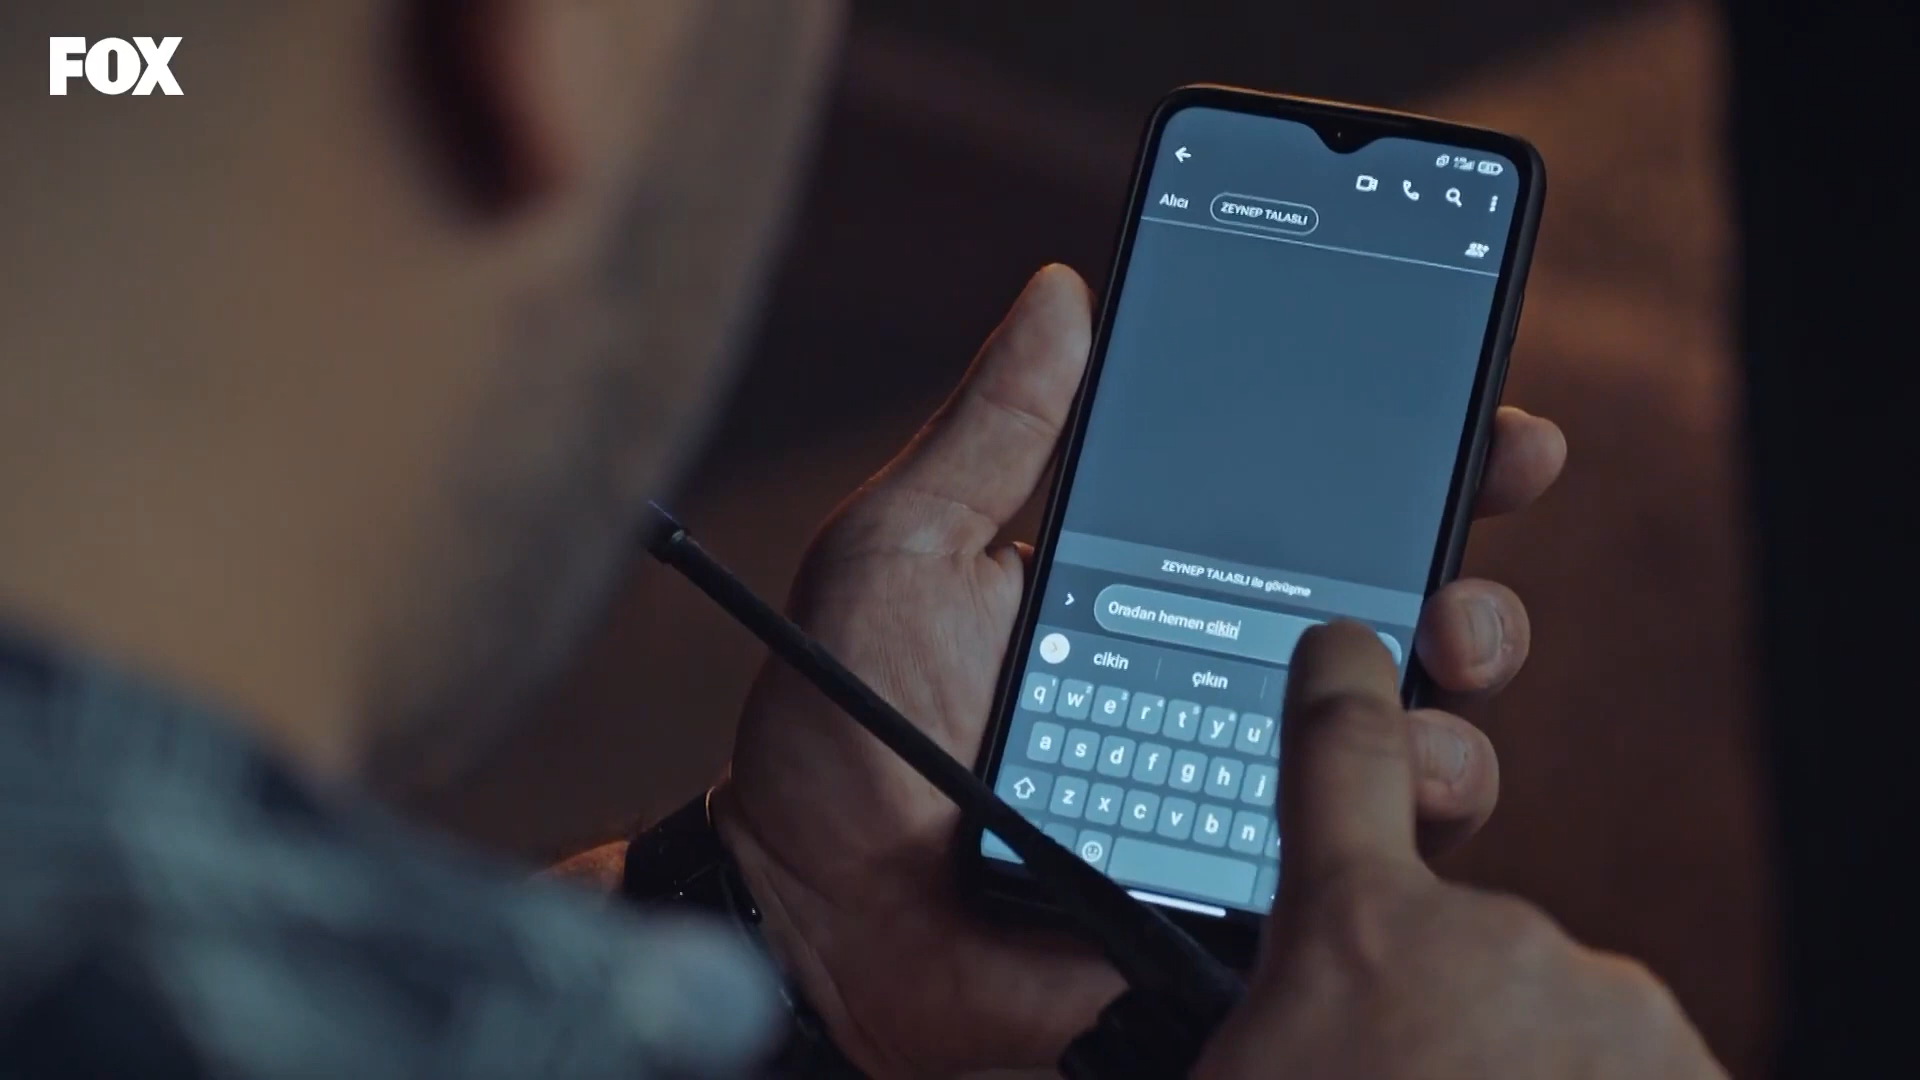 FOX
Alıcı ZEYNEP TALASLI
ZEYNEP TALASLI ile görüşme
Oradan hemen cikin
cikin çıkın
q w e r t y u
a s d f g h j
z x c v b n